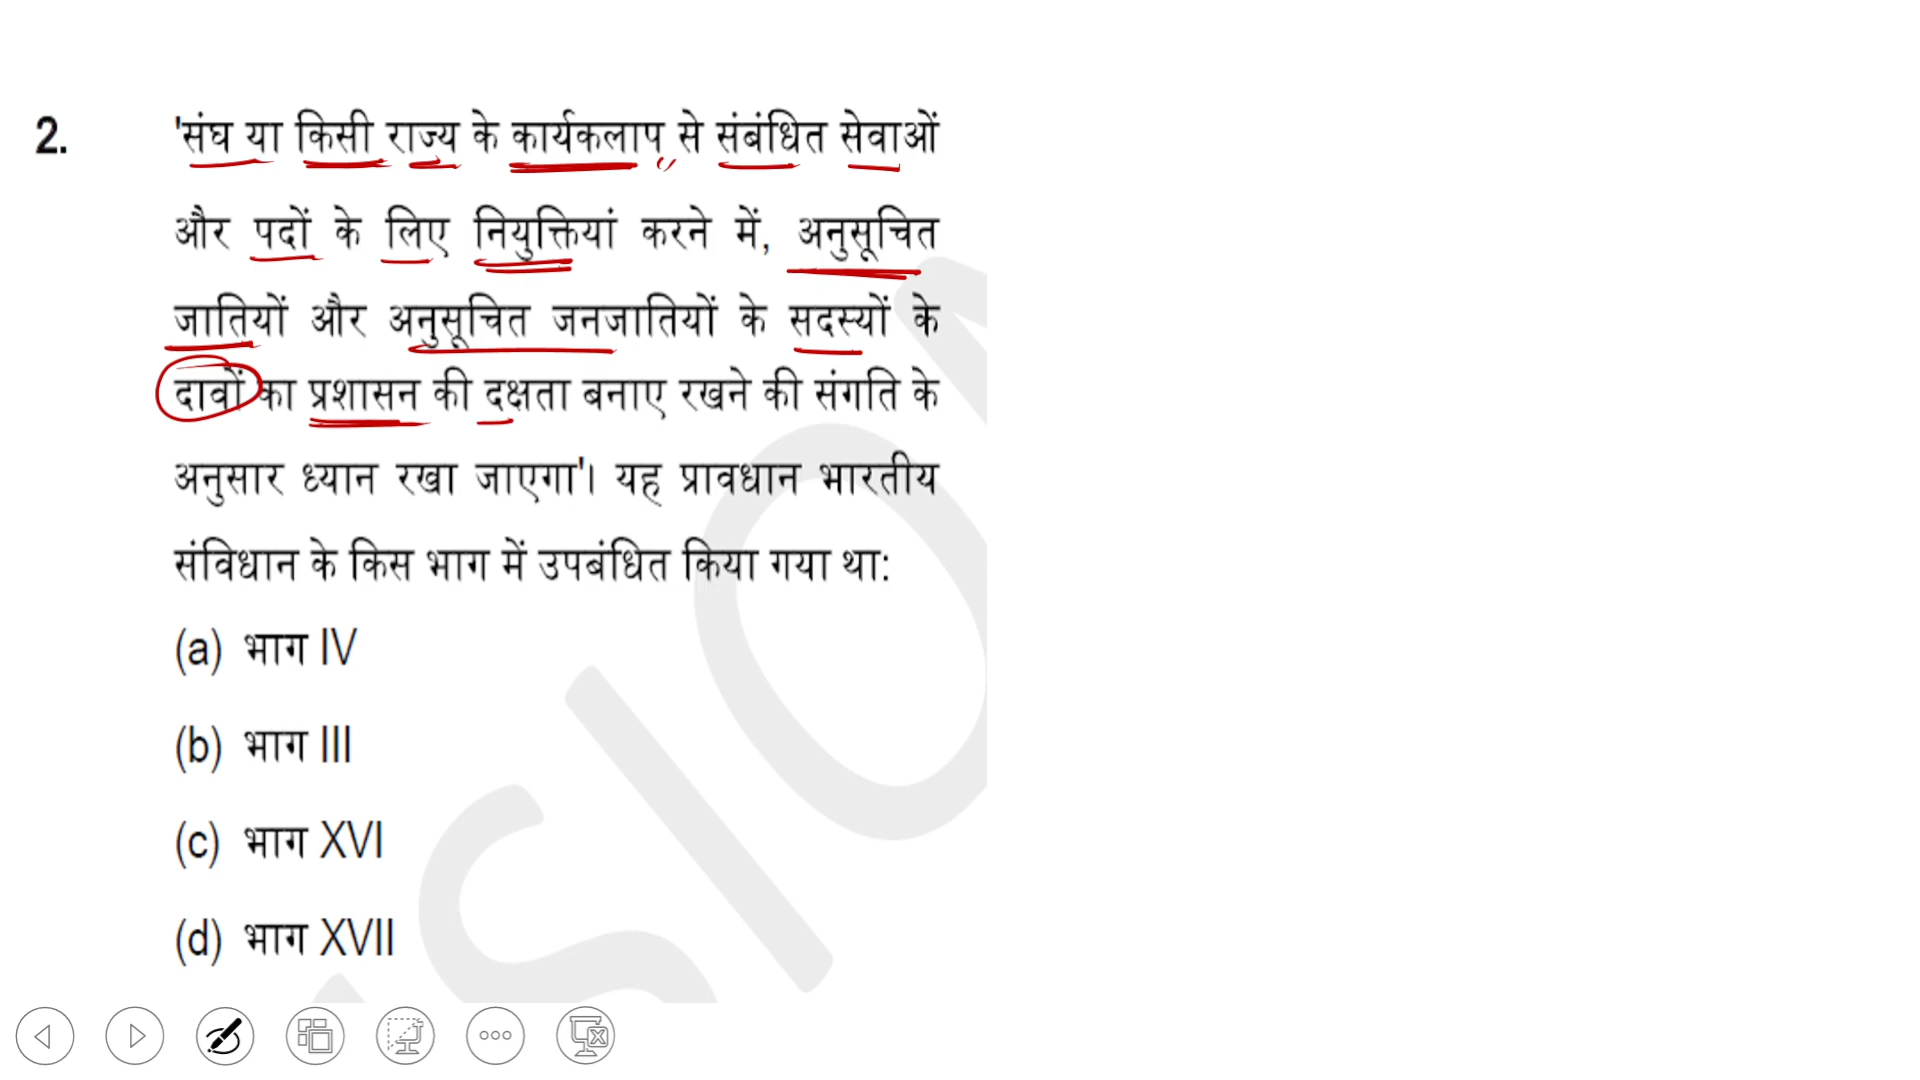 2. 'संघ या किसी राज्य के कार्यकलाप से संबंधित सेवाओं
और पदों के लिए नियुक्तियां करने में, अनुसूचित
जातियों और अनुसूचित जनजातियों के सदस्यों के
दावों का प्रशासन की दक्षता बनाए रखने की संगति के
अनुसार ध्यान रखा जाएगा'। यह प्रावधान भारतीय
संविधान के किस भाग में उपबंधित किया गया था:
(a) भाग IV
(b) भाग III
(c) भाग XVI
(d) भाग XVII